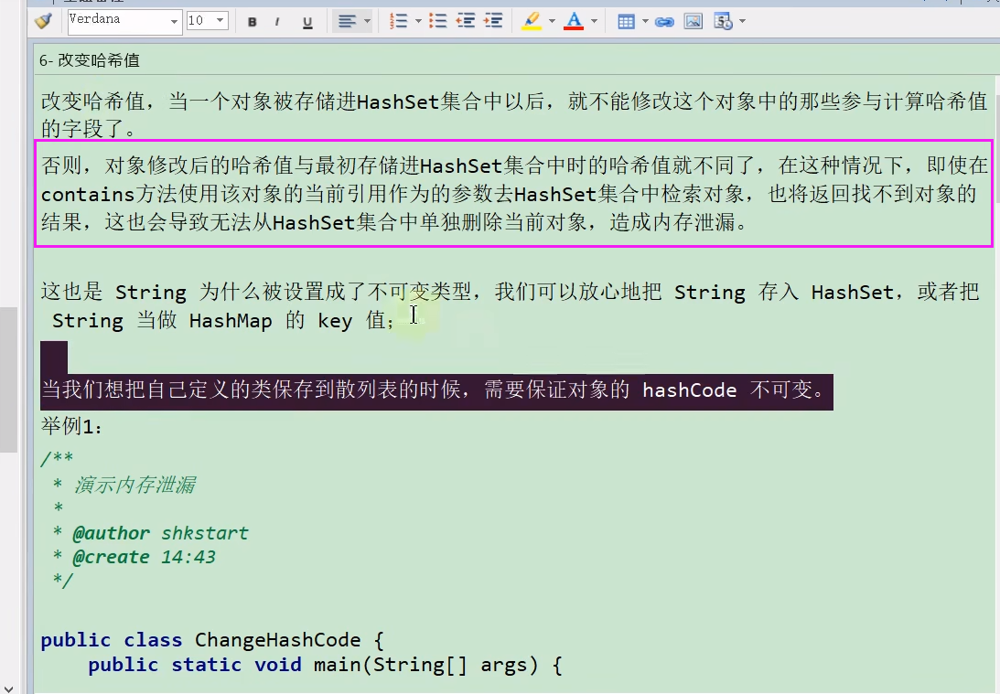 Verdana 10 B I U
6- 改变哈希值
改变哈希值，当一个对象被存储进HashSet集合中以后，就不能修改这个对象中的那些参与计算哈希值
的字段了。
否则，对象修改后的哈希值与最初存储进HashSet集合中时的哈希值就不同了，在这种情况下，即使在
contains方法使用该对象的当前引用作为的参数去HashSet集合中检索对象，也将返回找不到对象的
结果，这也会导致无法从HashSet集合中单独删除当前对象，造成内存泄漏。
这也是 String 为什么被设置成了不可变类型，我们可以放心地把 String 存入 HashSet，或者把
String 当做 HashMap 的 key 值；
当我们想把自己定义的类保存到散列表的时候，需要保证对象的 hashCode 不可变。
举例1：
/**
* 演示内存泄漏
*
* @author shkstart
* @create 14:43
*/
public class ChangeHashCode {
public static void main(String[] args) {